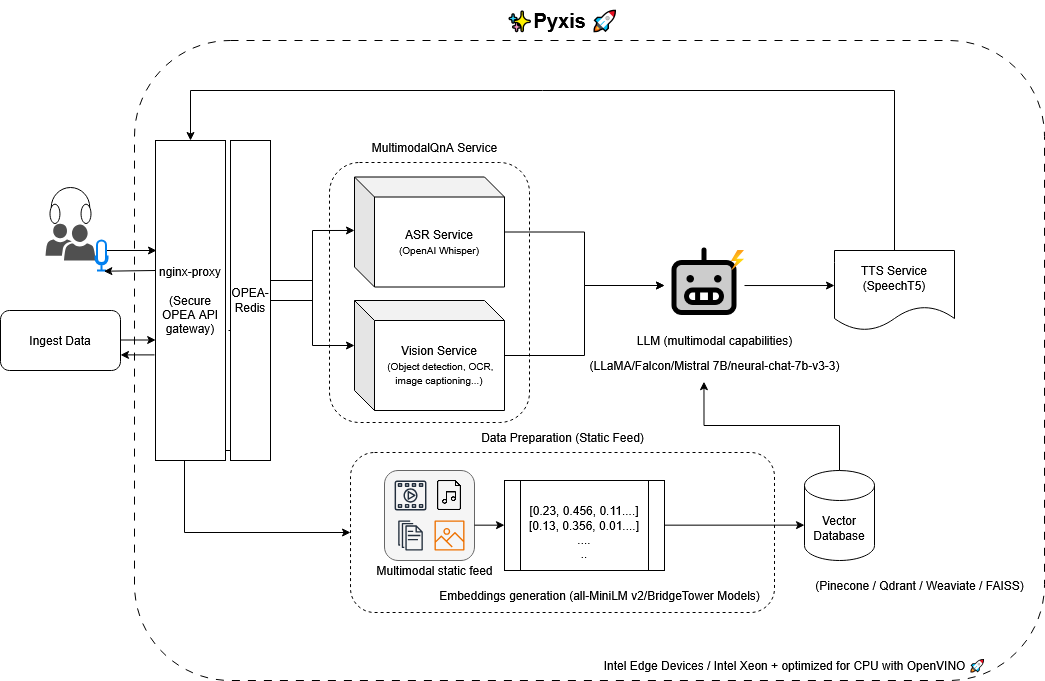 ✨Pyxis 🚀
MultimodalQnA Service
ASR Service
(OpenAI Whisper)
nginx-proxy
(Secure
OPEA API
gateway)
OPEA-
Redis
TTS Service
(SpeechT5)
Ingest Data
Vision Service
(Object detection, OCR,
image captioning...)
LLM (multimodal capabilities)
(LLaMA/Falcon/Mistral 7B/neural-chat-7b-v3-3)
Data Preparation (Static Feed)
[0.23, 0.456, 0.11....]
[0.13, 0.356, 0.01....]
....
..
Vector
Database
Multimodal static feed
(Pinecone / Qdrant / Weaviate / FAISS)
Embeddings generation (all-MiniLM v2/BridgeTower Models)
Intel Edge Devices / Intel Xeon + optimized for CPU with OpenVINO 🚀